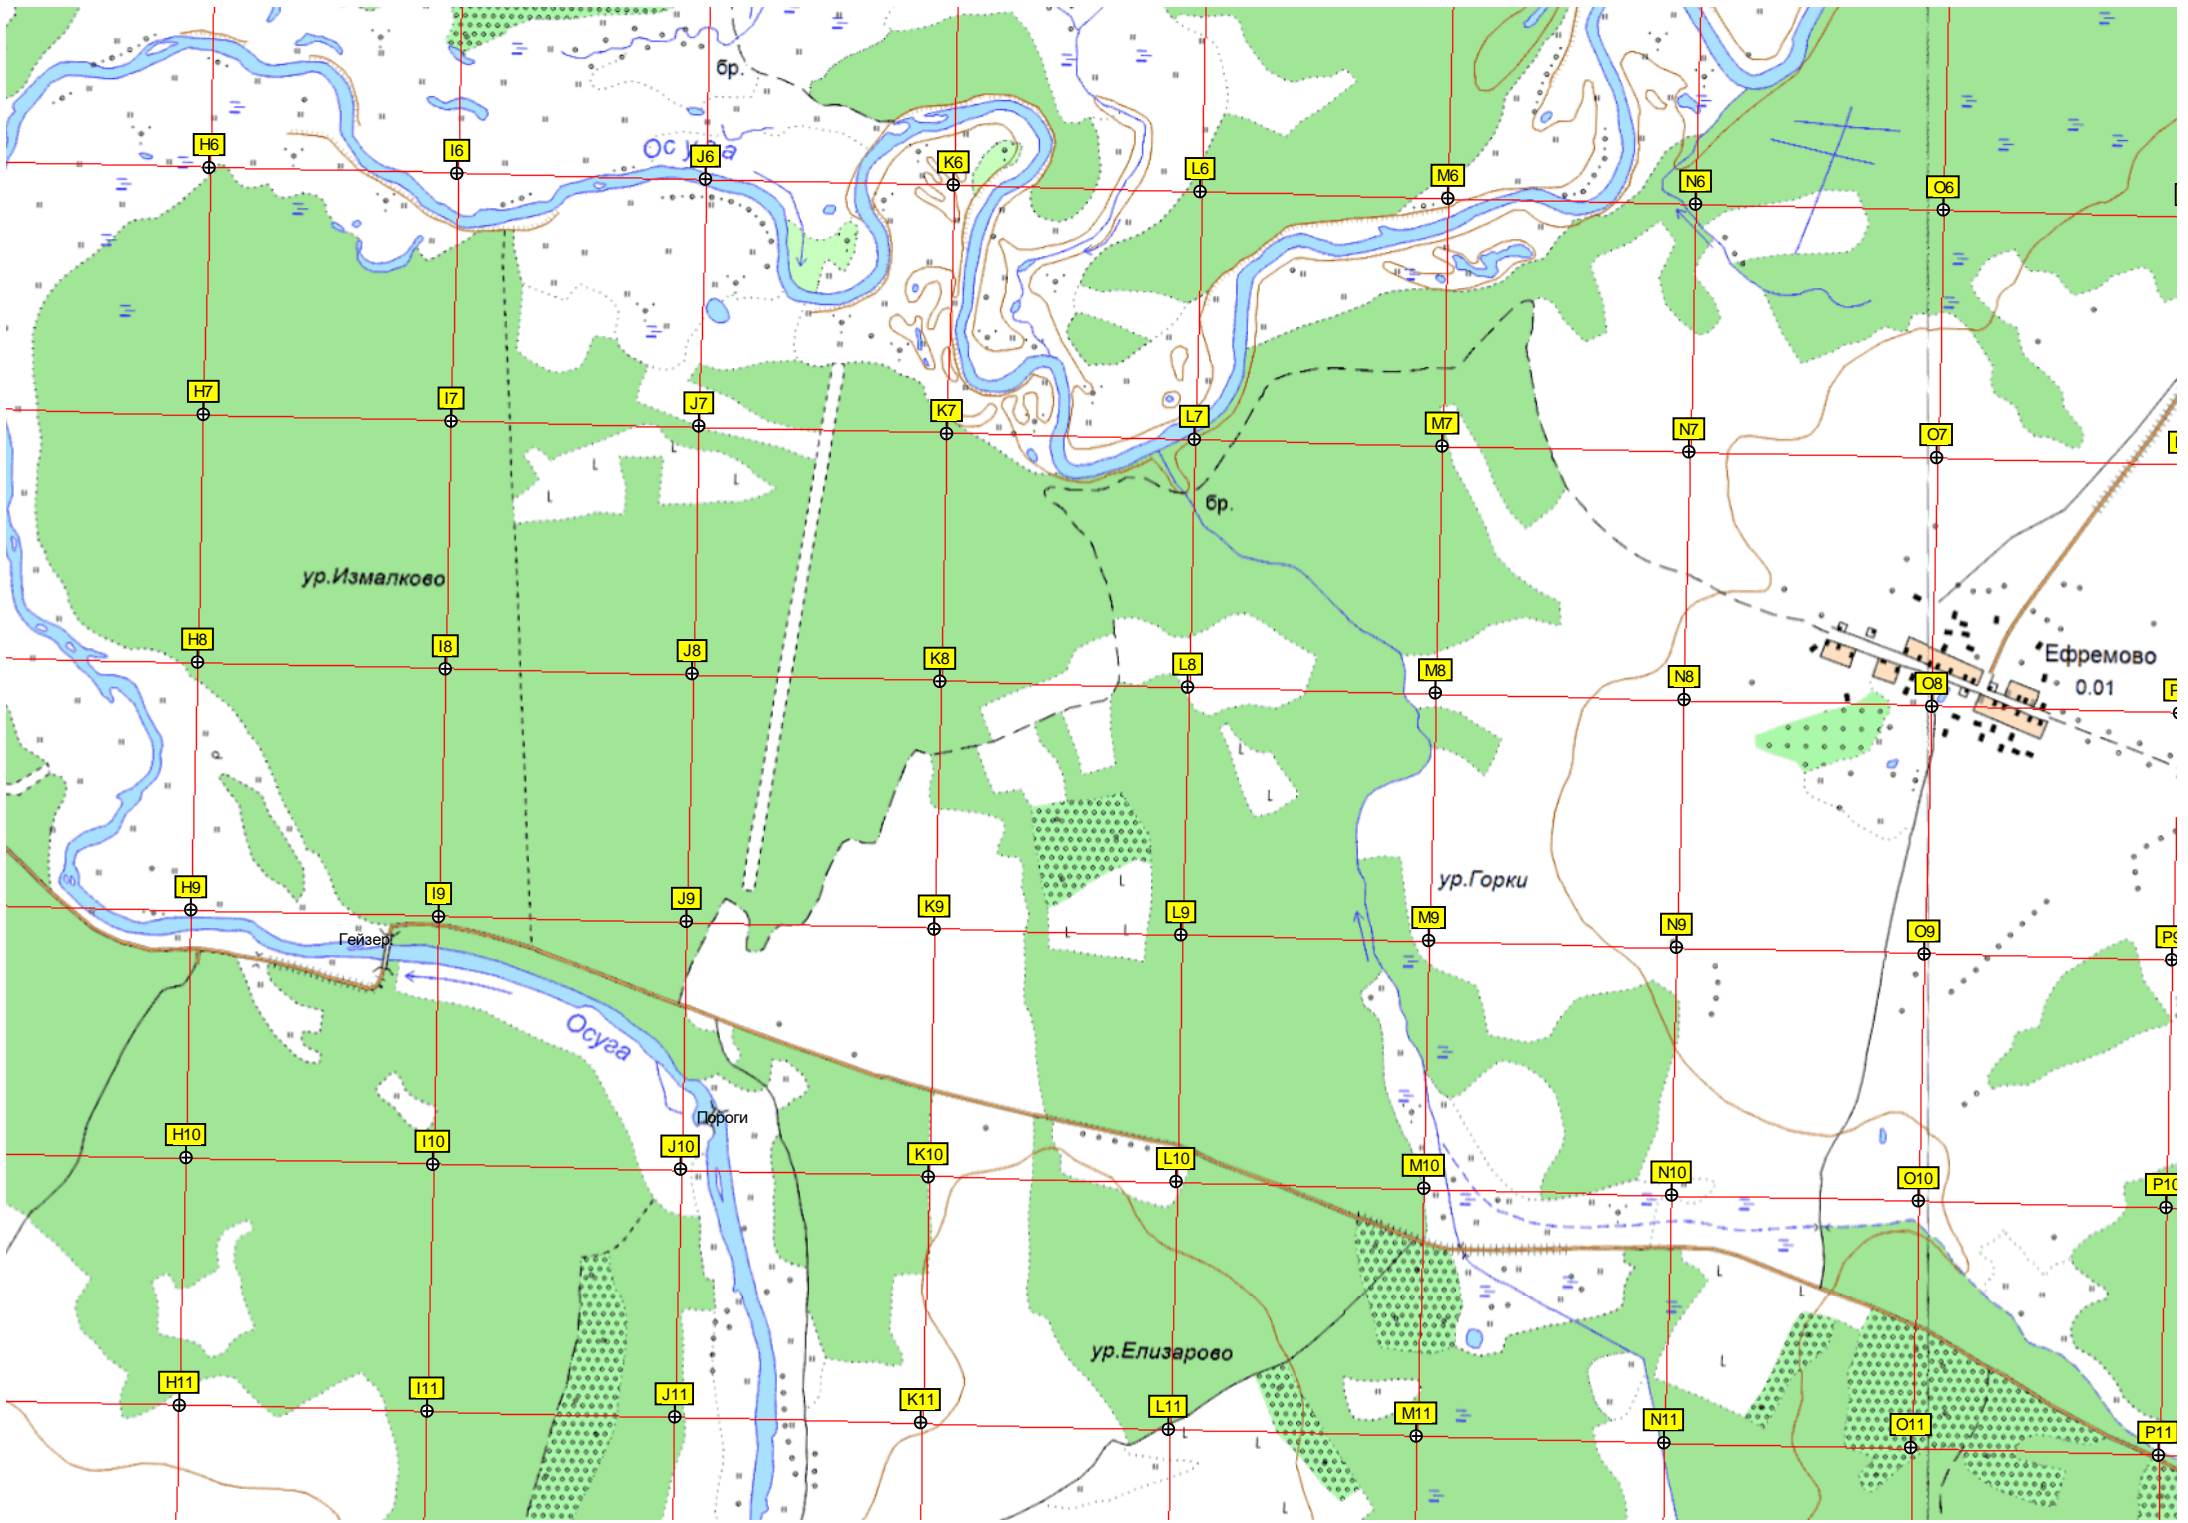 бр.
H6
I6
Осуга
J6
K6
L6
M6
N6
O6
H7
I7
J7
K7
L7
M7
N7
O7
бр.
ур.Измалково
H8
I8
J8
K8
L8
M8
N8
O8
Ефремово
0.01
ур.Горки
H9
I9
J9
K9
L9
M9
N9
O9
P9
Гейзер
Осуга
Пороги
H10
I10
J10
K10
L10
M10
N10
O10
P10
ур.Елизарово
H11
I11
J11
K11
L11
M11
N11
O11
P11